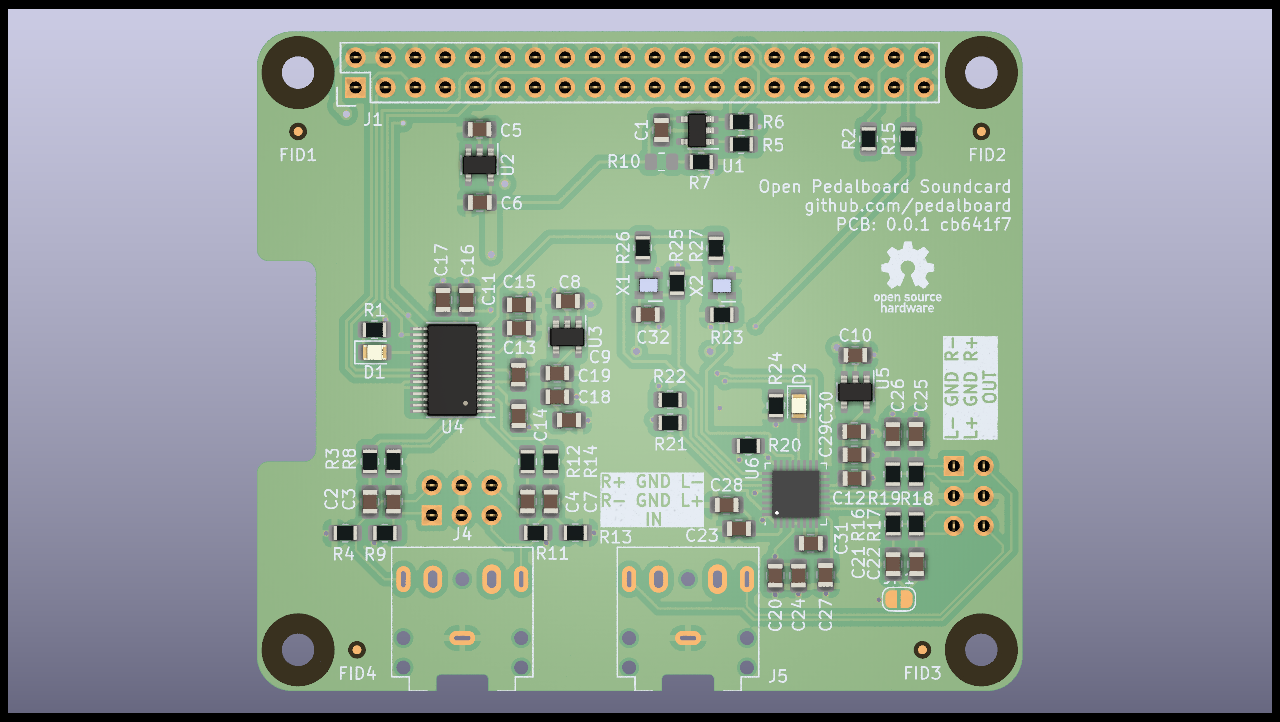 J1
FID1
FID2
C5
U2
C6
C1
R6
R5
R10
R7
U1
R2
R15
Open Pedalboard Soundcard
github.com/pedalboard
PCB: 0.0.1 cb641f7
open source
hardware
C17
C16
C11
C15
C8
R26
R25
R27
X1
X2
R1
D1
C13
U3
C9
C32
R23
C19
C18
C14
U4
R22
R21
R24
D2
C30
C29
C10
U5
C26
C25
L- GND R-
L+ GND R+
OUT
R3
R8
R12
R14
R20
U6
C2
C3
C4
C7
R+ GND L-
R- GND L+
IN
C28
C23
C12
R19
R18
R16
R17
J4
R4
R9
R11
R13
C31
C21
C22
C20
C24
C27
FID4
J5
FID3